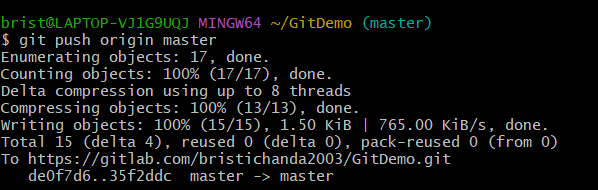 brist@LAPTOP-VJ1G9UQJ MINGW64 ~/GitDemo (master)
$ git push origin master
Enumerating objects: 17, done.
Counting objects: 100% (17/17), done.
Delta compression using up to 8 threads
Compressing objects: 100% (13/13), done.
Writing objects: 100% (15/15), 1.50 KiB | 765.00 KiB/s, done.
Total 15 (delta 4), reused 0 (delta 0), pack-reused 0 (from 0)
To https://gitlab.com/bristichanda2003/GitDemo.git
   de0f7d6..35f2ddc  master -> master